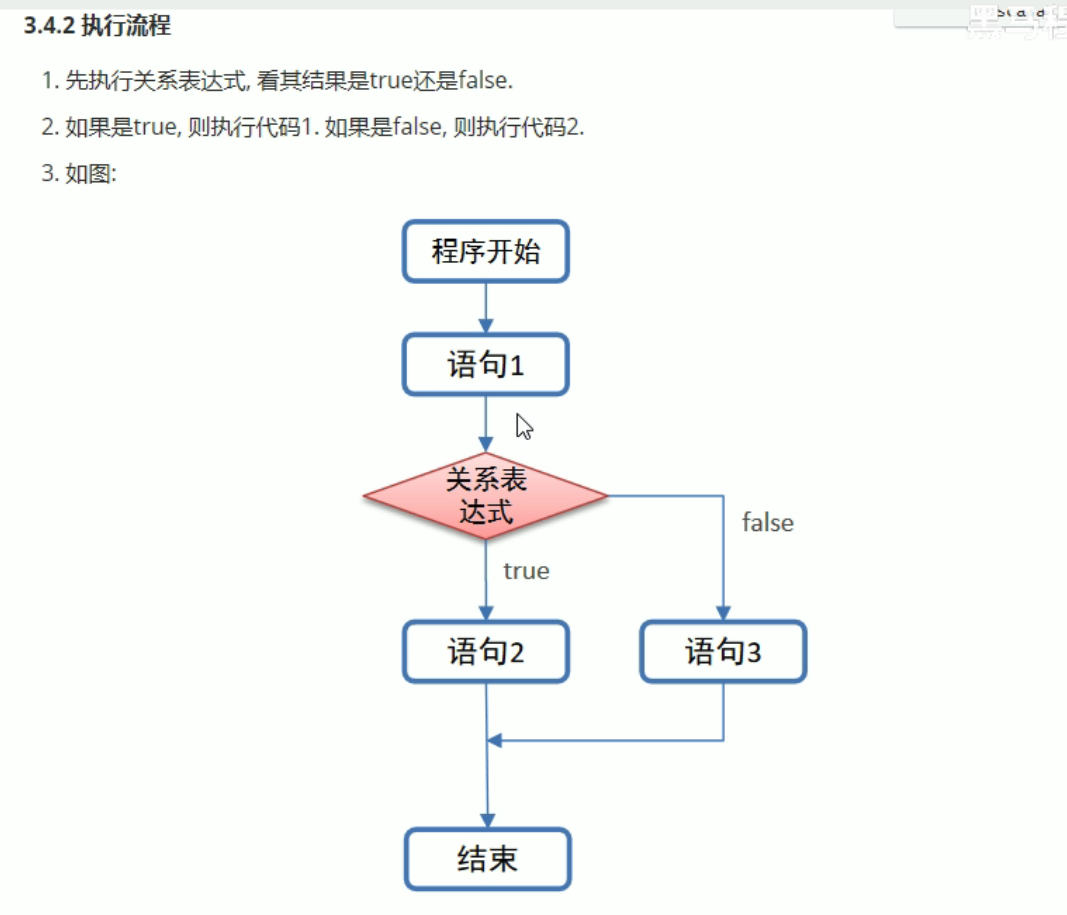 3.4.2 执行流程
1. 先执行关系表达式, 看其结果是true还是false.
2. 如果是true, 则执行代码1. 如果是false, 则执行代码2.
3. 如图:
程序开始
语句1
关系表
达式
false
true
语句2
语句3
结束